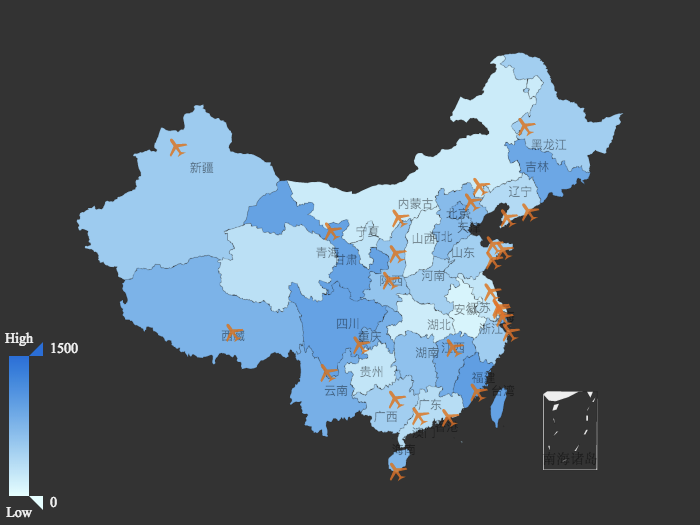 黑龙江
吉林
新疆
辽宁
内蒙古
北京
天津
宁夏
山西
河北
青海
甘肃
山东
陕西
河南
安徽
江苏
四川
湖北
浙江
西藏
重庆
High
1500
湖南
江西
贵州
福建
云南
台湾
广东
广西
澳门
香港
海南
南海诸岛
0
Low